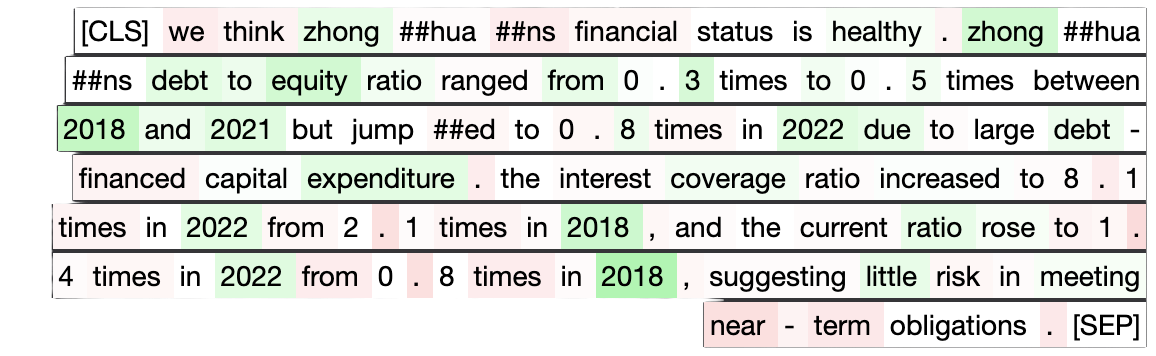 [CLS] we think zhong ##hua ##ns financial status is healthy . zhong ##hua
##ns debt to equity ratio ranged from 0 . 3 times to 0 . 5 times between
2018 and 2021 but jump ##ed to 0 . 8 times in 2022 due to large debt -
financed capital expenditure . the interest coverage ratio increased to 8 . 1
times in 2022 from 2 . 1 times in 2018 , and the current ratio rose to 1 .
4 times in 2022 from 0 . 8 times in 2018 , suggesting little risk in meeting
near - term obligations . [SEP]